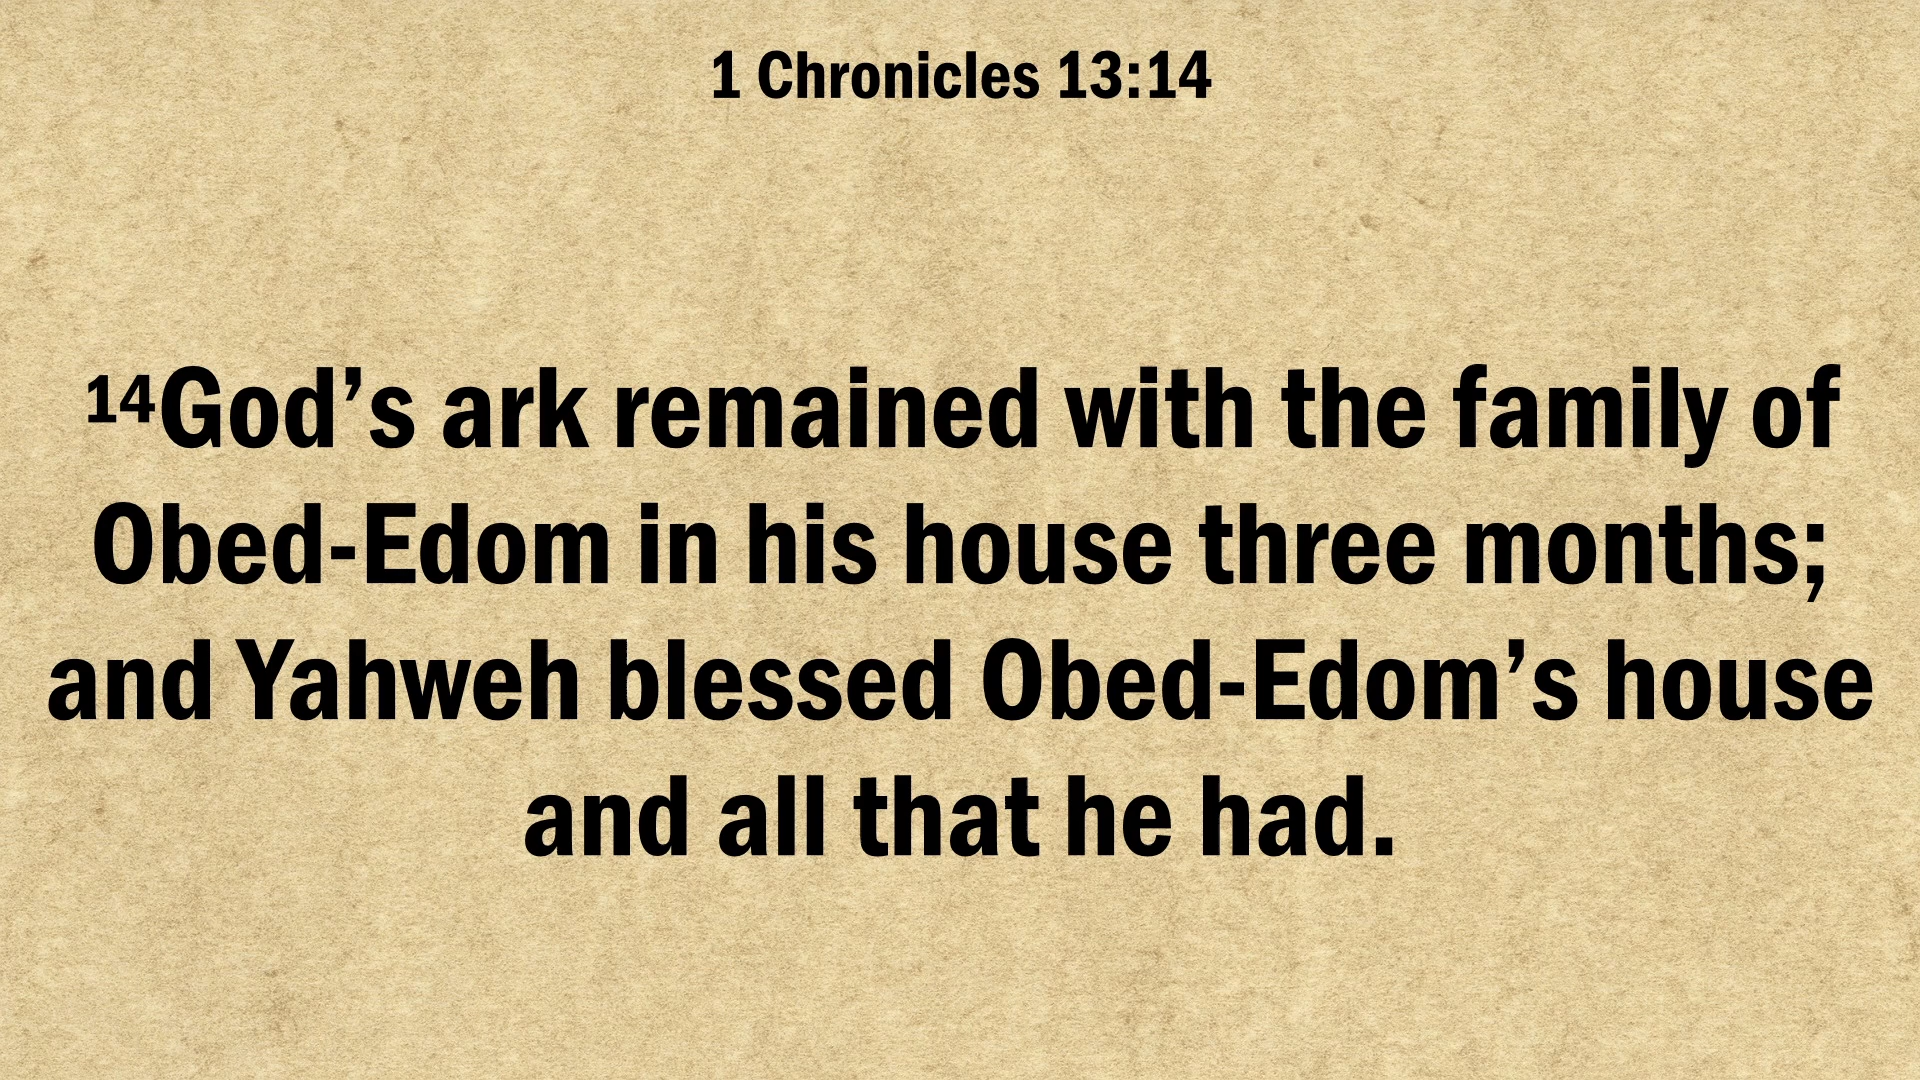 1 Chronicles 13:14
14God’s ark remained with the family of
Obed-Edom in his house three months;
and Yahweh blessed Obed-Edom’s house
and all that he had.